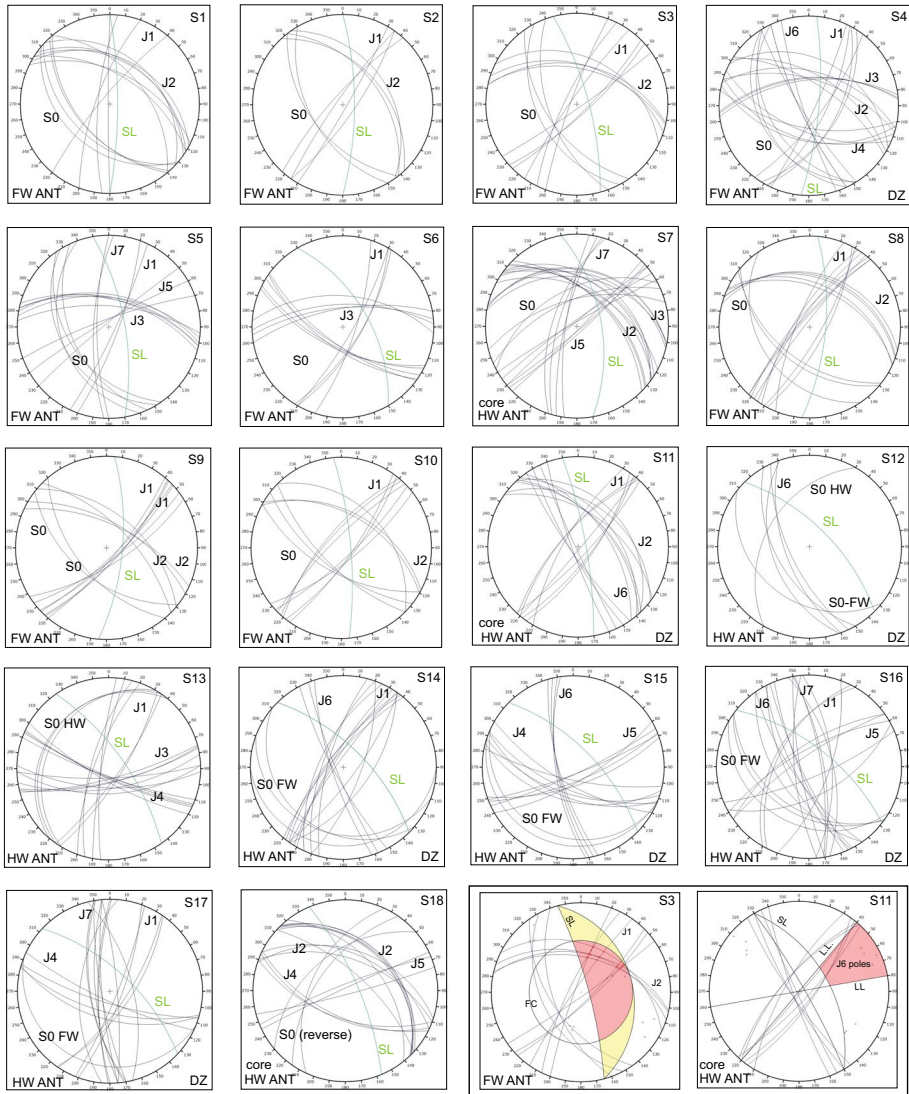 S1
J1
J2
S0
SL
FW ANT
S2
J2
S0
SL
FW ANT
S3
J1
J2
S0
SL
FW ANT
S4
J6
J1
J3
J2
S0
J4
SL
FW ANT
DZ
S5
J7
J1
J5
J3
SL
S0
FW ANT
S6
J1
J3
SL
S0
FW ANT
S7
J7
S0
J3
J2
J5
SL
core
HW ANT
S8
J1
S0
J2
SL
FW ANT
S9
J1
J1
S0
J2
J2
S0
SL
FW ANT
S10
J1
S0
J2
SL
FW ANT
S11
SL
J1
J2
J6
core
HW ANT
DZ
S12
J6
S0 HW
SL
S0-FW
DZ
S13
J1
S0 HW
SL
J3
J4
HW ANT
S14
J6
J1
S0 FW
SL
DZ
S15
J6
J4
J5
SL
S0 FW
HW ANT
S16
J7
J6
J1
J5
S0 FW
SL
DZ
S17
J7
J1
J4
SL
S0 FW
HW ANT
DZ
S18
J2
J2
J5
J4
S0 (reverse)
SL
core
HW ANT
S3
SL
J1
J2
FC
FW ANT
S11
SL
L.L.
J6 poles
LL
core
HW ANT